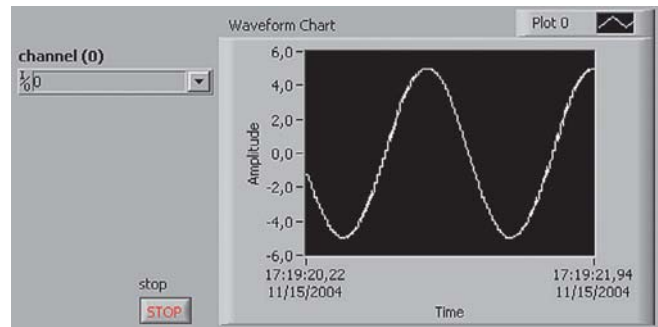 Waveform Chart
Plot 0
channel (0)
I/O 0
6,0
4,0
2,0
0,0
-2,0
-4,0
-6,0
Amplitude
17:19:20,22
11/15/2004
17:19:21,94
11/15/2004
Time
stop
STOP